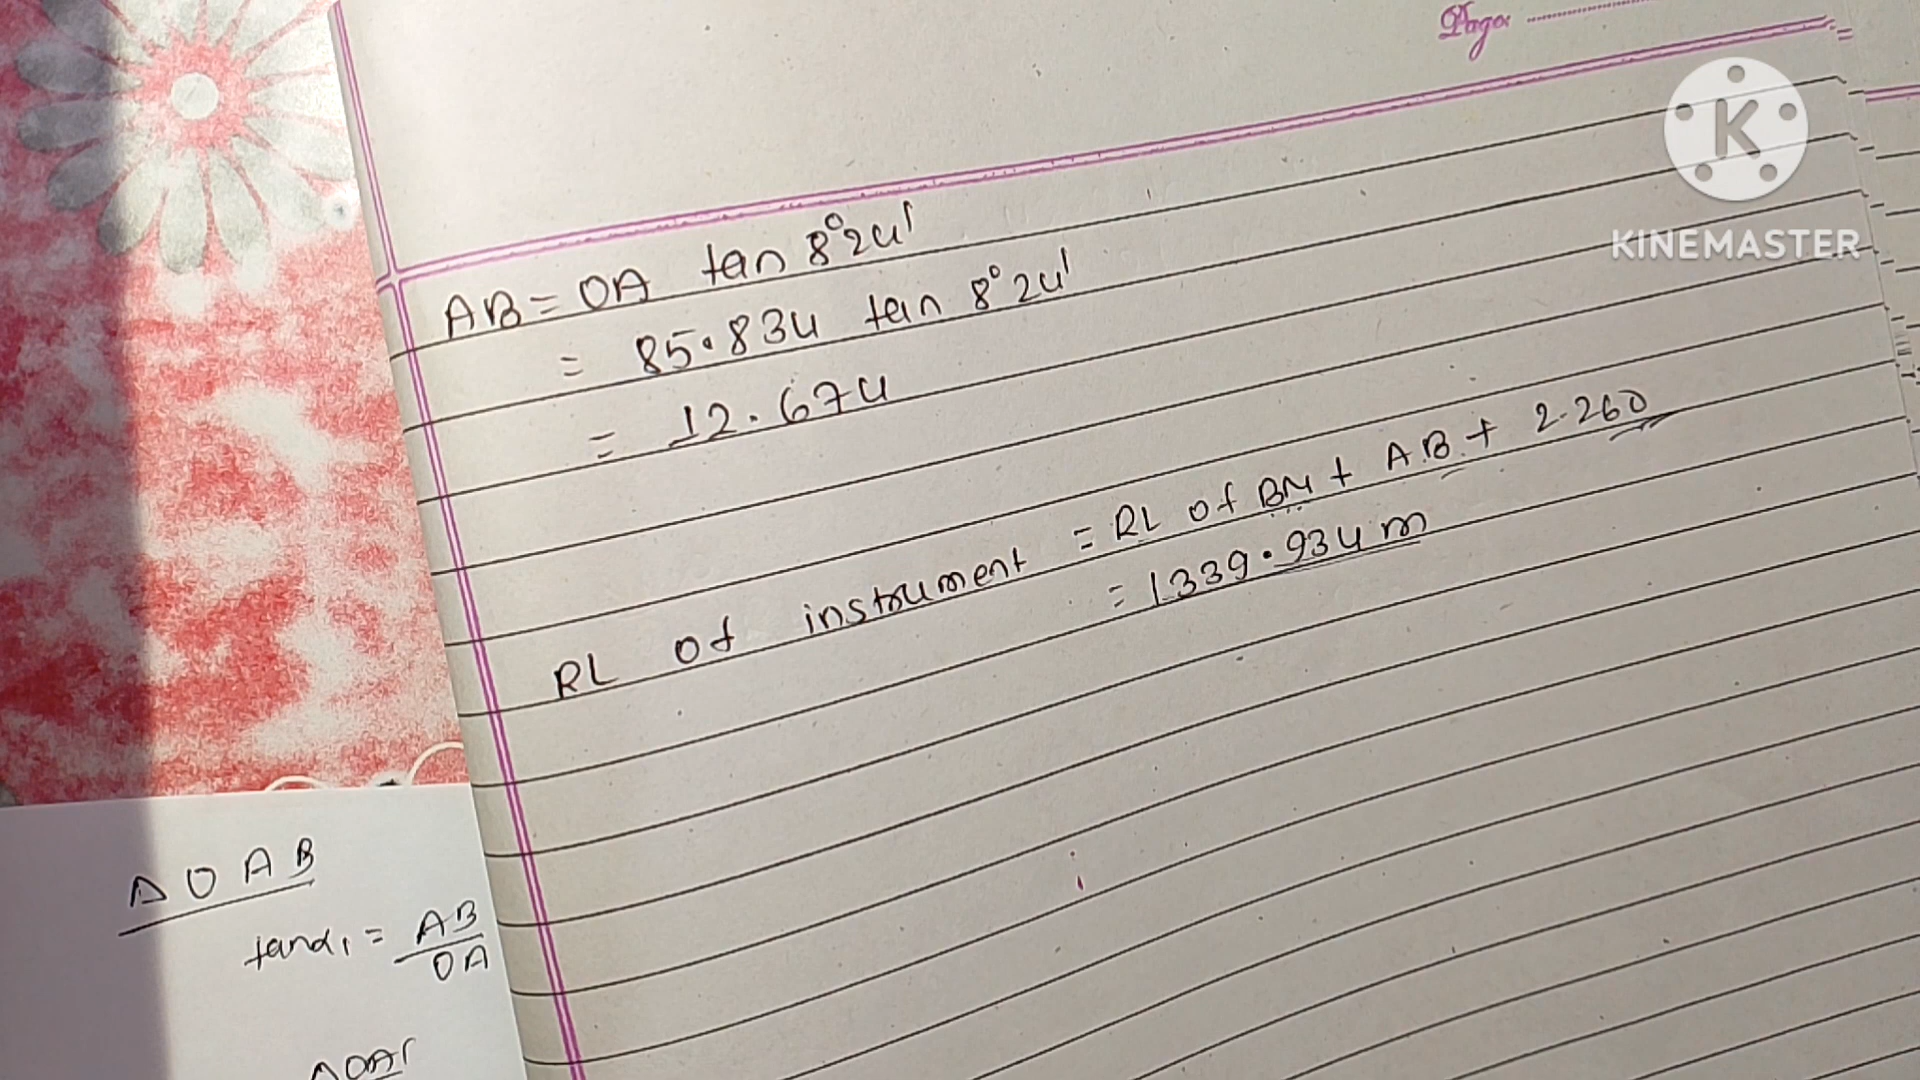 Page:
KINEMASTER
AB = OA tan 8°24'
= 85.834 tan 8°24'
= 12.674
RL of instrument = RL of BM + AB + 2.260
= 1339.934 m
Δ OAB
tanα₁ = AB/OA